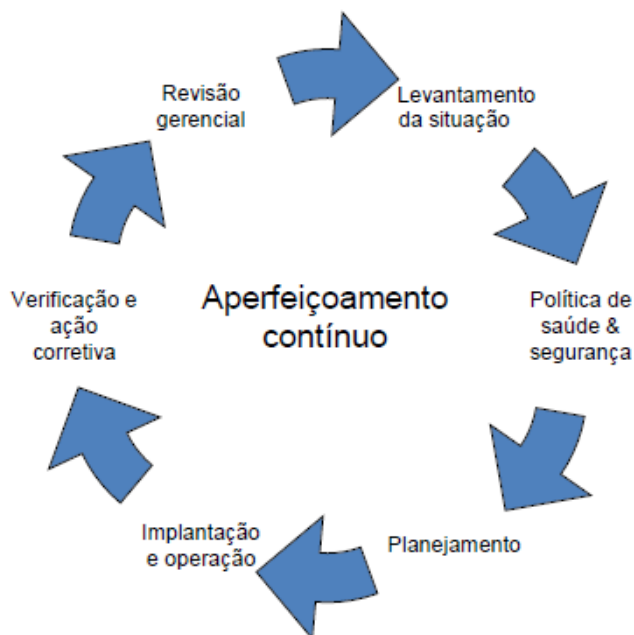 Revisão
gerencial
Levantamento
da situação
Política de
saúde &
segurança
Planejamento
Implantação
e operação
Verificação e
ação
corretiva
Aperfeiçoamento
contínuo